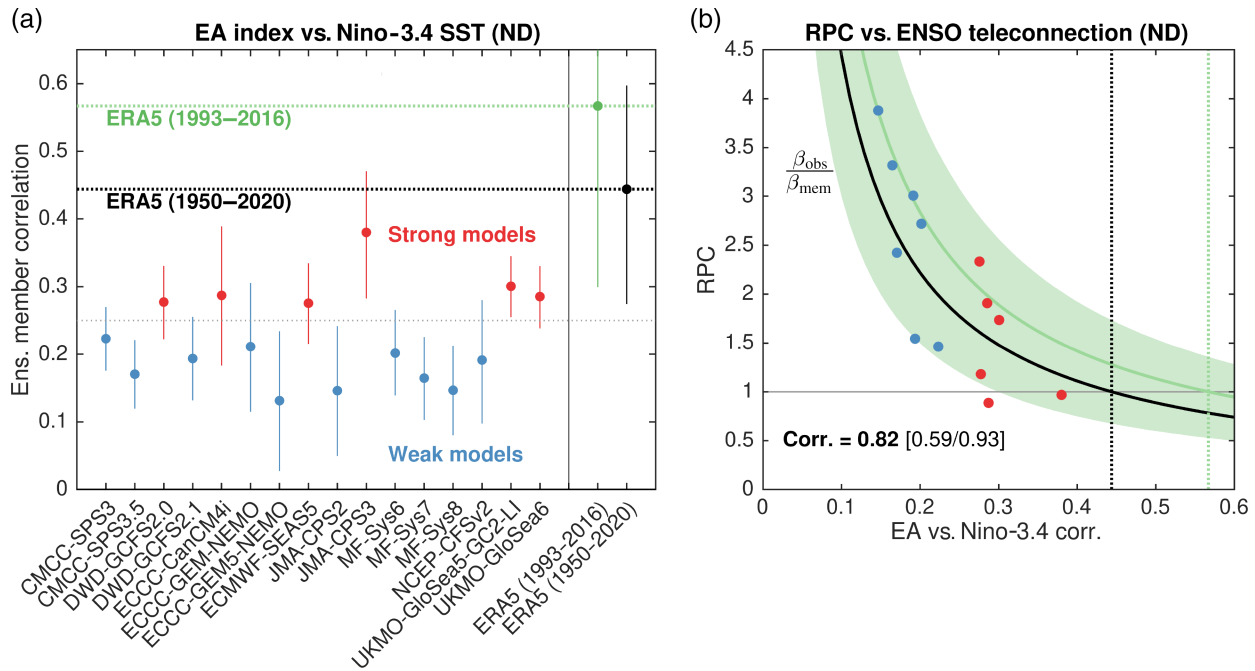 (a)
EA index vs. Nino-3.4 SST (ND)
Ens. member correlation
0.6
0.5
0.4
0.3
0.2
0.1
0
ERA5 (1993–2016)
ERA5 (1950–2020)
Strong models
Weak models
CMCC-SPS3
CMCC-SPS3.5
DWD-GCFS2.0
DWD-GCFS2.1
ECCC-CanCM4i
ECCC-GEM-NEMO
ECCC-GEM5-NEMO
ECMWF-SEAS5
JMA-CPS2
JMA-CPS3
MF-Sys6
MF-Sys7
MF-Sys8
NCEP-CFSv2
UKMO-GloSea5-GC2-LI
UKMO-GloSea6
ERA5 (1993-2016)
ERA5 (1950-2020)
(b)
RPC vs. ENSO teleconnection (ND)
RPC
4.5
4
3.5
3
2.5
2
1.5
1
0.5
0
β_obs
β_mem
Corr. = 0.82 [0.59/0.93]
0 0.1 0.2 0.3 0.4 0.5 0.6
EA vs. Nino-3.4 corr.